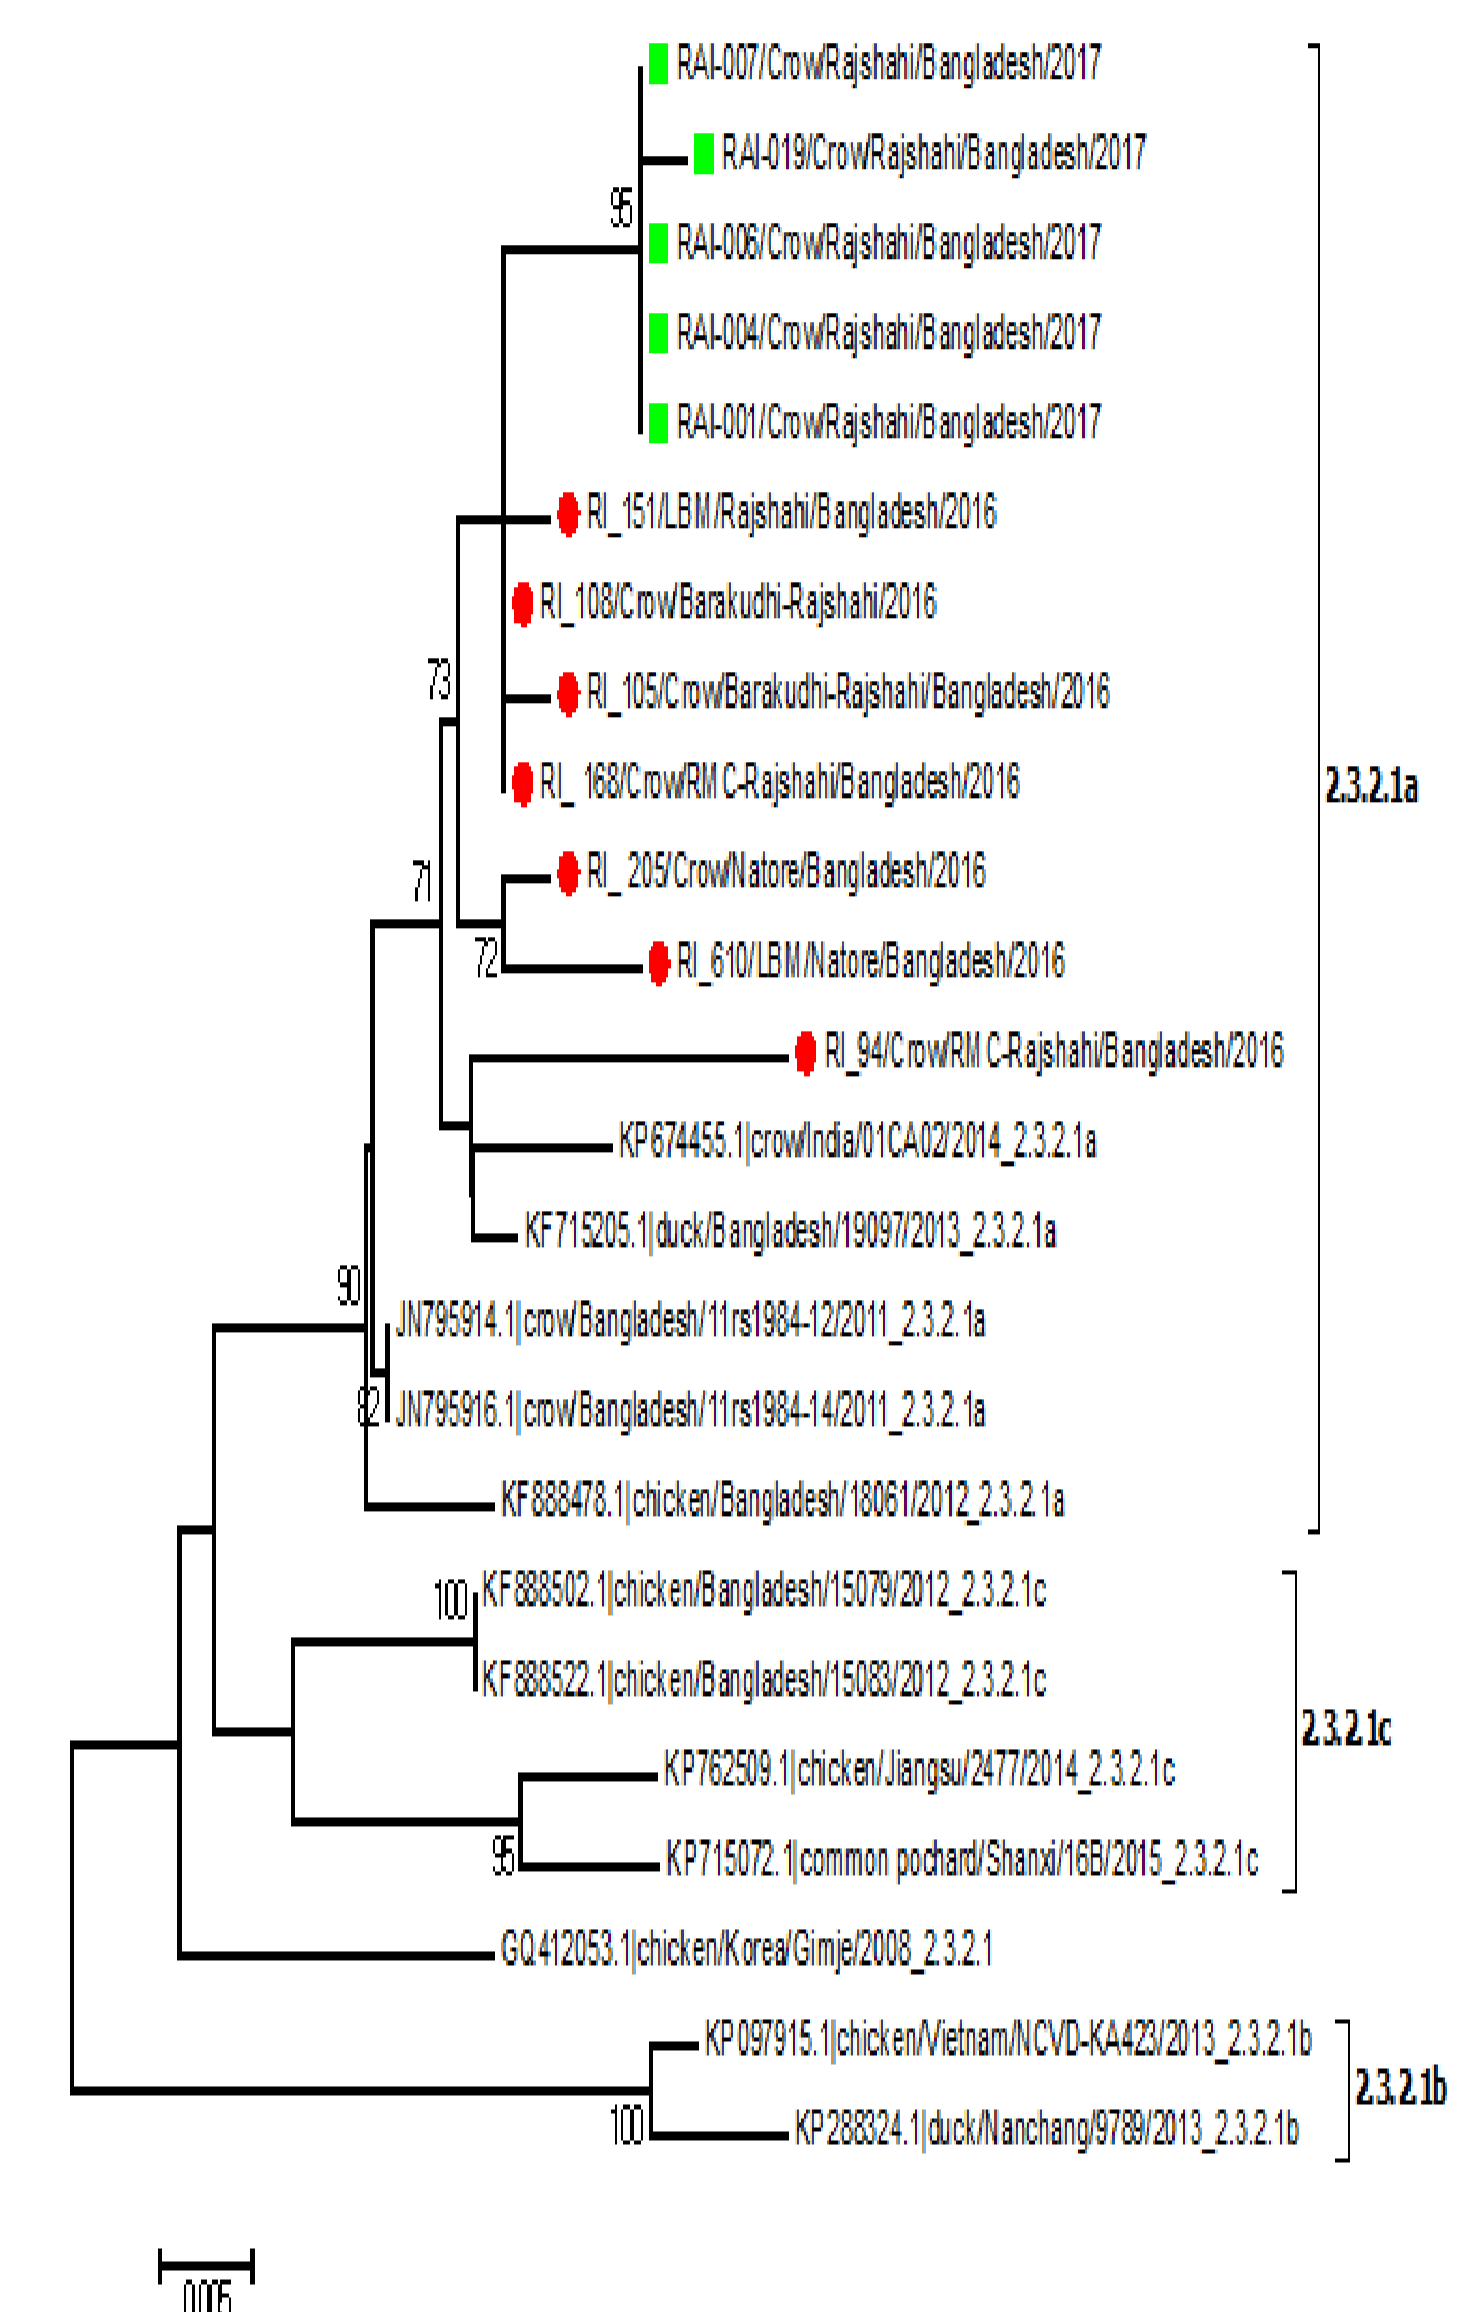 RAI-007/Crow/Rajshahi/Bangladesh/2017
RAI-019/Crow/Rajshahi/Bangladesh/2017
95
RAI-006/Crow/Rajshahi/Bangladesh/2017
RAI-004/Crow/Rajshahi/Bangladesh/2017
RAI-001/Crow/Rajshahi/Bangladesh/2017
RI_151/LBM/Rajshahi/Bangladesh/2016
RI_108/Crow/Barakudhi-Rajshahi/2016
73
RI_105/Crow/Barakudhi-Rajshahi/Bangladesh/2016
RI_ 168/Crow/RMC-Rajshahi/Bangladesh/2016
2.3.2.1a
71
RI_ 205/Crow/Natore/Bangladesh/2016
72
RI_610/LBM/Natore/Bangladesh/2016
RI_94/Crow/RMC-Rajshahi/Bangladesh/2016
KP674455.1|crow/India/01CA02/2014_2.3.2.1a
KF715205.1|duck/Bangladesh/19097/2013_2.3.2.1a
90
JN795914.1|crow/Bangladesh/11rs1984-12/2011_2.3.2.1a
82
JN795916.1|crow/Bangladesh/11rs1984-14/2011_2.3.2.1a
KF888478.1|chicken/Bangladesh/18061/2012_2.3.2.1a
100
KF888502.1|chicken/Bangladesh/15079/2012_2.3.2.1c
KF888522.1|chicken/Bangladesh/15083/2012_2.3.2.1c
2.3.2.1c
KP762509.1|chicken/Jiangsu/2477/2014_2.3.2.1c
95
KP715072.1|common pochard/Shanxi/16B/2015_2.3.2.1c
GQ412053.1|chicken/Korea/Gimje/2008_2.3.2.1
KP097915.1|chicken/Vietnam/NCVD-KA423/2013_2.3.2.1b
2.3.2.1b
100
KP288324.1|duck/Nanchang/9789/2013_2.3.2.1b
0.005